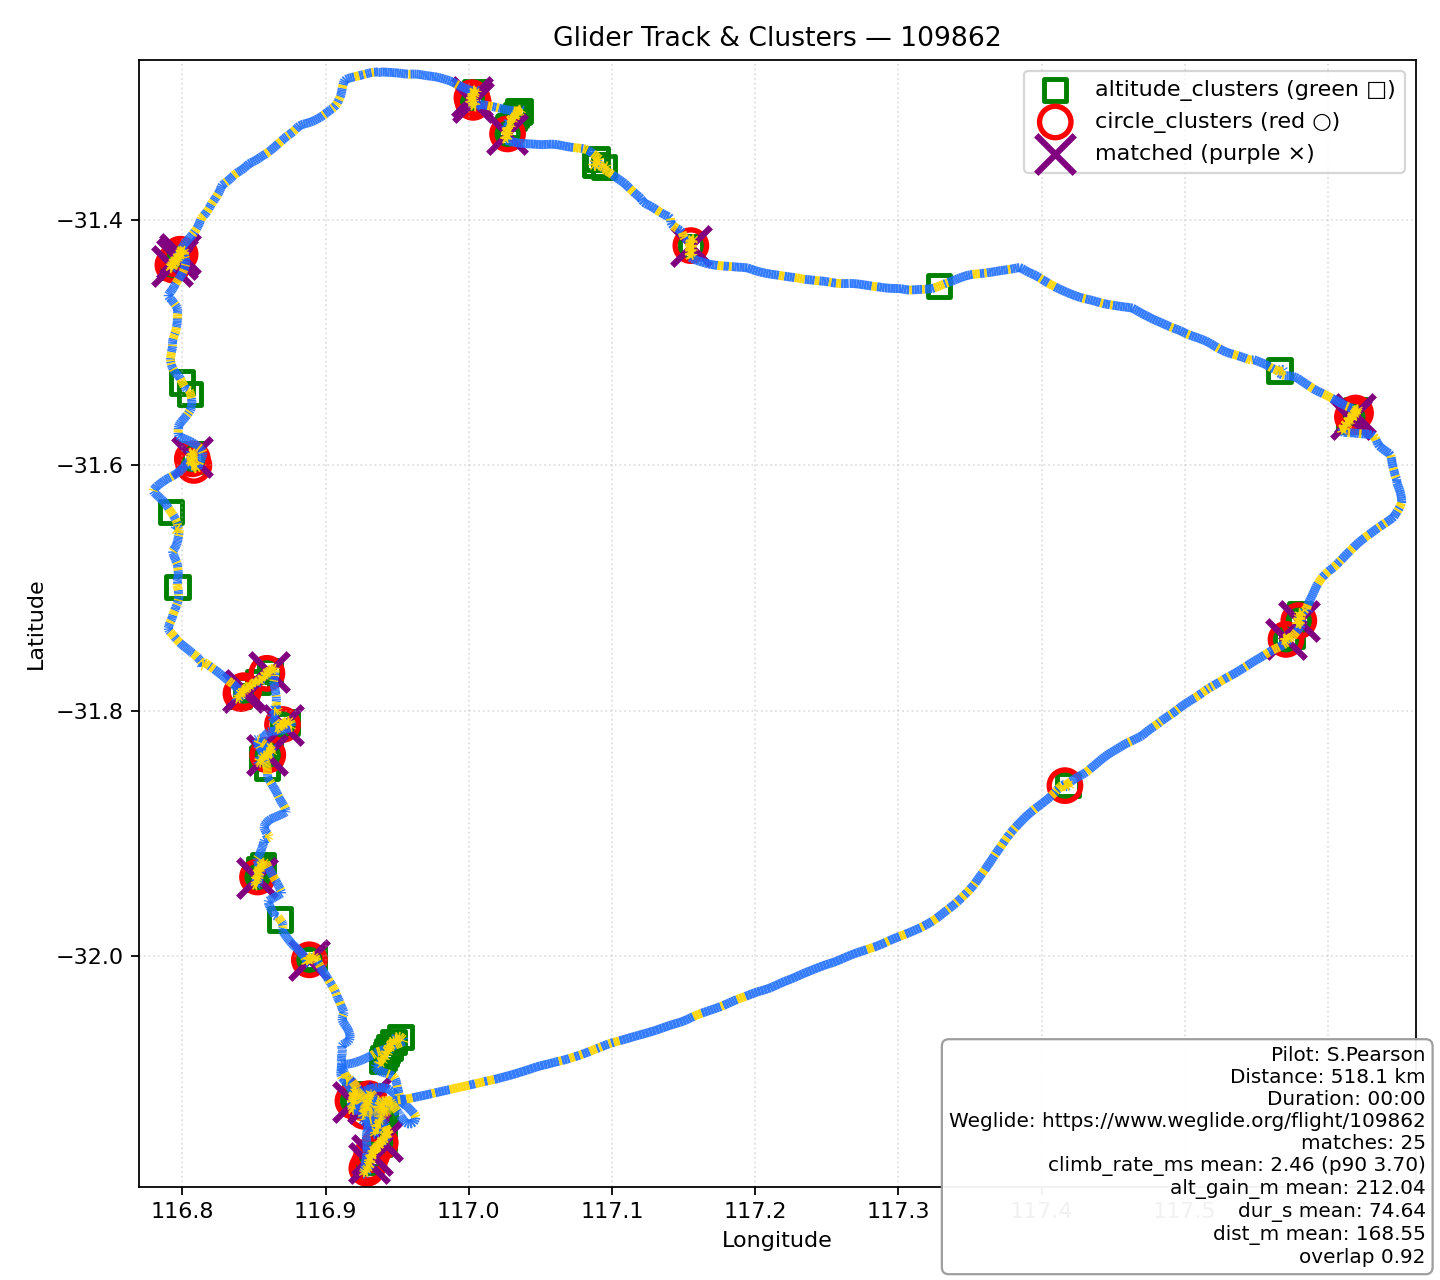 Glider Track & Clusters — 109862
altitude_clusters (green □)
circle_clusters (red ○)
matched (purple ×)
Latitude
−31.4
−31.6
−31.8
−32.0
116.8
116.9
117.0
117.1
117.2
117.3
117.4
117.5
Longitude
Pilot: S.Pearson
Distance: 518.1 km
Duration: 00:00
Weglide: https://www.weglide.org/flight/109862
matches: 25
climb_rate_ms mean: 2.46 (p90 3.70)
alt_gain_m mean: 212.04
dur_s mean: 74.64
dist_m mean: 168.55
overlap 0.92